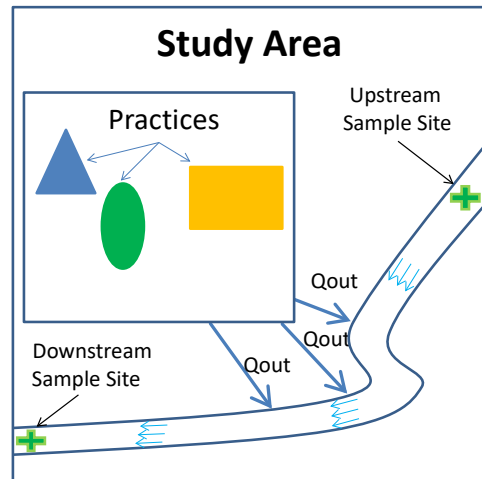 Study Area
Upstream
Sample Site
Practices
Qout
Qout
Qout
Downstream
Sample Site